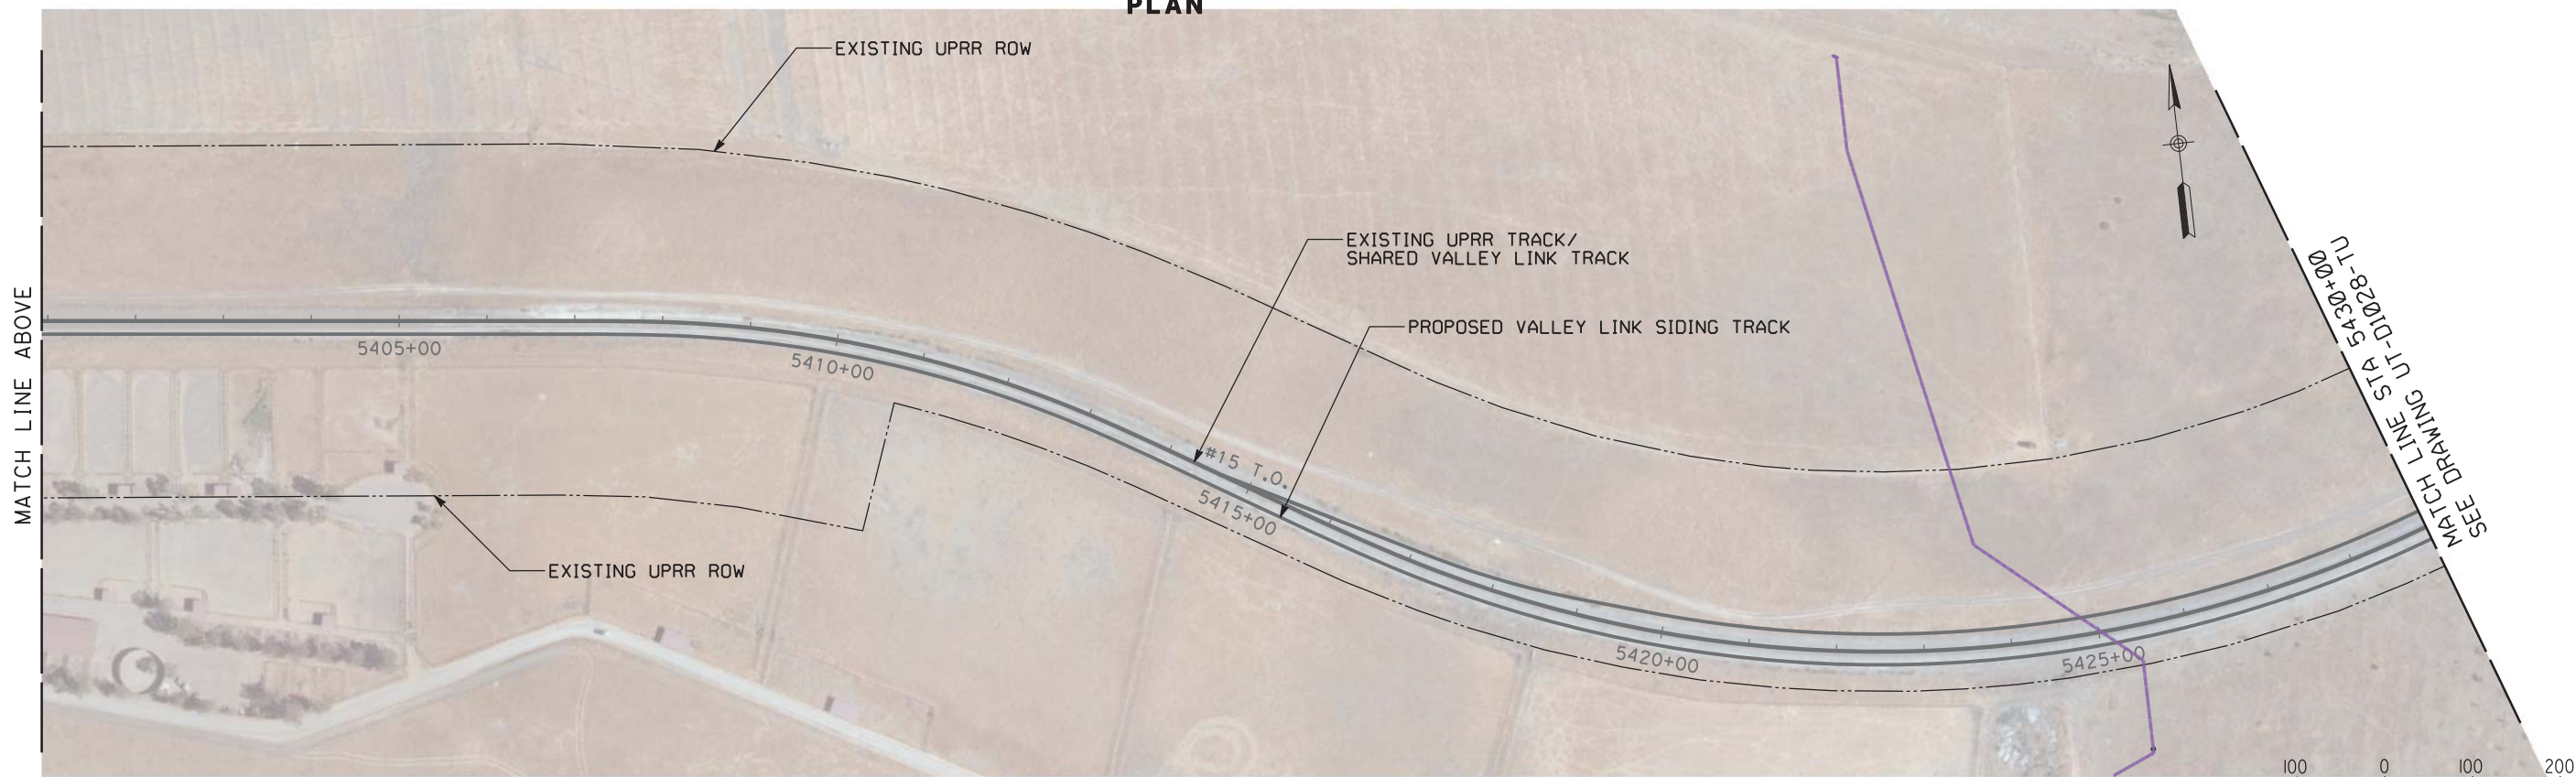 PLAN
EXISTING UPRR ROW
EXISTING UPRR TRACK/
SHARED VALLEY LINK TRACK
PROPOSED VALLEY LINK SIDING TRACK
MATCH LINE ABOVE
5405+00
5410+00
#15 T.O.
5415+00
EXISTING UPRR ROW
5420+00
5425+00
MATCH LINE STA 5430+00
SEE DRAWING UT-D1028-TU
100 0 100 200